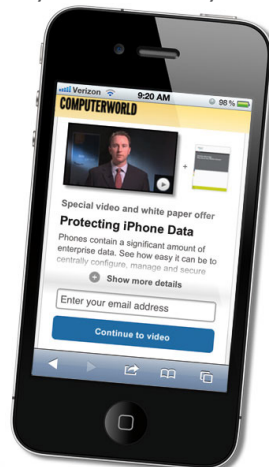 Verizon 9:20 AM 98%
COMPUTERWORLD
+
Special video and white paper offer
Protecting iPhone Data
Phones contain a significant amount of
enterprise data. See how easy it can be to
centrally configure, manage and secure
Show more details
Enter your email address
Continue to video